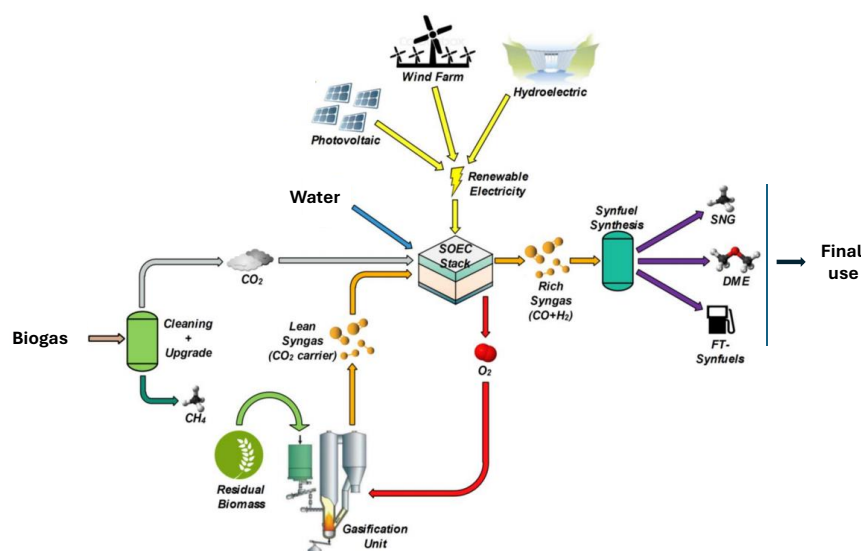 Wind Farm
Hydroelectric
Photovoltaic
Renewable
Electricity
Water
Synfuel
Synthesis
SNG
SOEC
Stack
CO₂
Rich
Syngas
(CO+H₂)
DME
Final
use
Biogas
Cleaning
+
Upgrade
Lean
Syngas
(CO₂ carrier)
O₂
FT-
Synfuels
CH₄
Residual
Biomass
Gasification
Unit